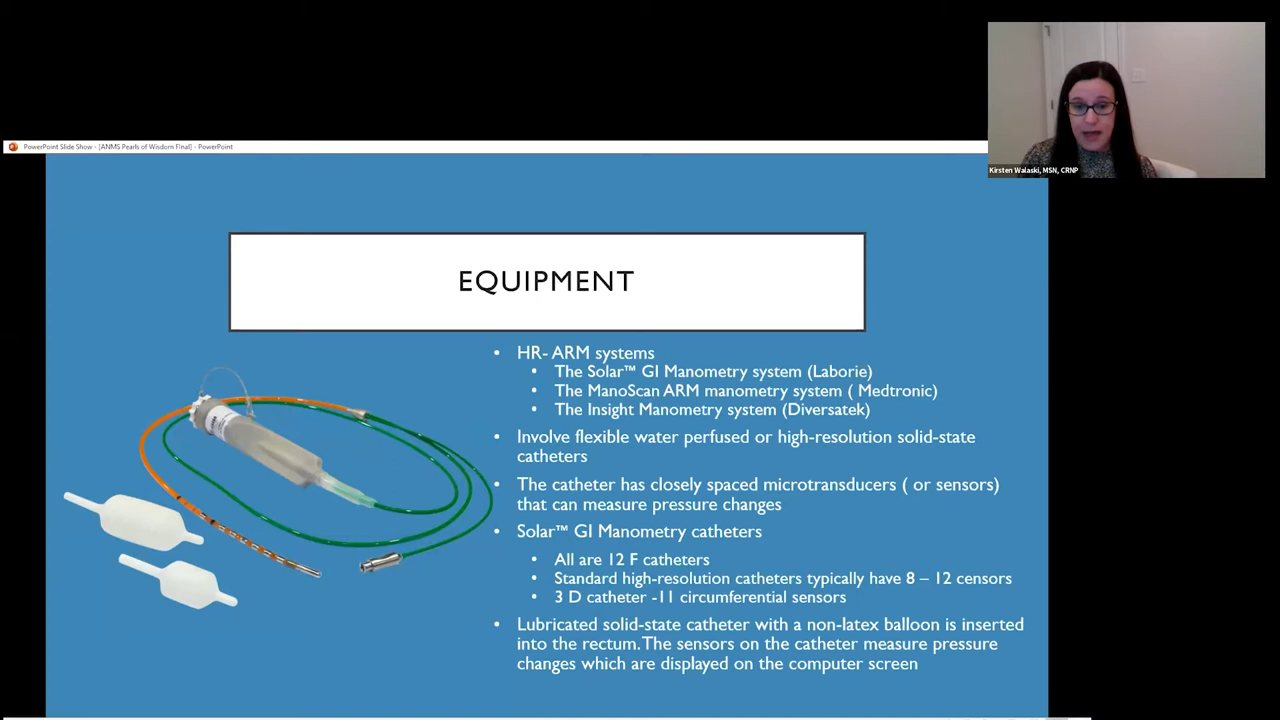 PowerPoint Slide Show - [ANMS Pearls of Wisdom Final] - PowerPoint
Kirsten Walaski, MSN, CRNP
EQUIPMENT
• HR- ARM systems
• The Solar™ GI Manometry system (Laborie)
• The ManoScan ARM manometry system ( Medtronic)
• The Insight Manometry system (Diversatek)
• Involve flexible water perfused or high-resolution solid-state
catheters
• The catheter has closely spaced microtransducers ( or sensors)
that can measure pressure changes
• Solar™ GI Manometry catheters
• All are 12 F catheters
• Standard high-resolution catheters typically have 8 – 12 censors
• 3 D catheter -11 circumferential sensors
• Lubricated solid-state catheter with a non-latex balloon is inserted
into the rectum. The sensors on the catheter measure pressure
changes which are displayed on the computer screen